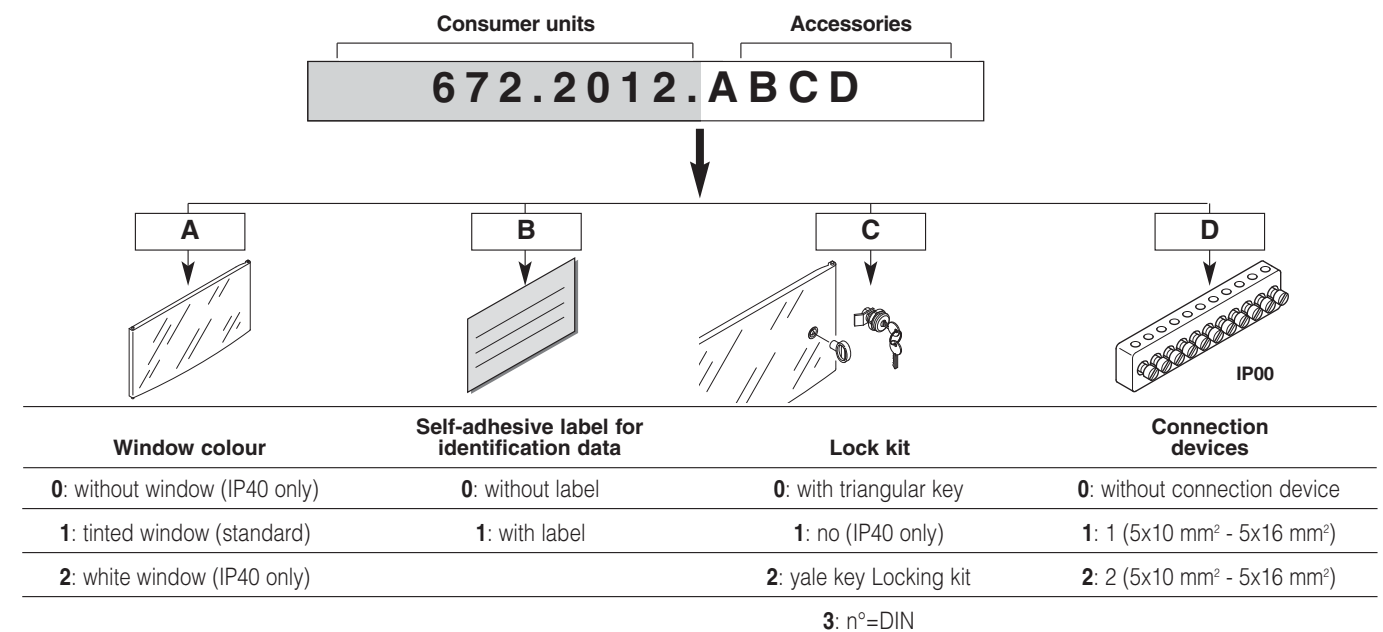 Consumer units Accessories
672.2012.ABCD
A B C D
IP00
Window colour Self-adhesive label for identification data Lock kit Connection devices
0: without window (IP40 only) 0: without label 0: with triangular key 0: without connection device
1: tinted window (standard) 1: with label 1: no (IP40 only) 1: 1 (5x10 mm² - 5x16 mm²)
2: white window (IP40 only) 2: yale key Locking kit 2: 2 (5x10 mm² - 5x16 mm²)
3: n°=DIN